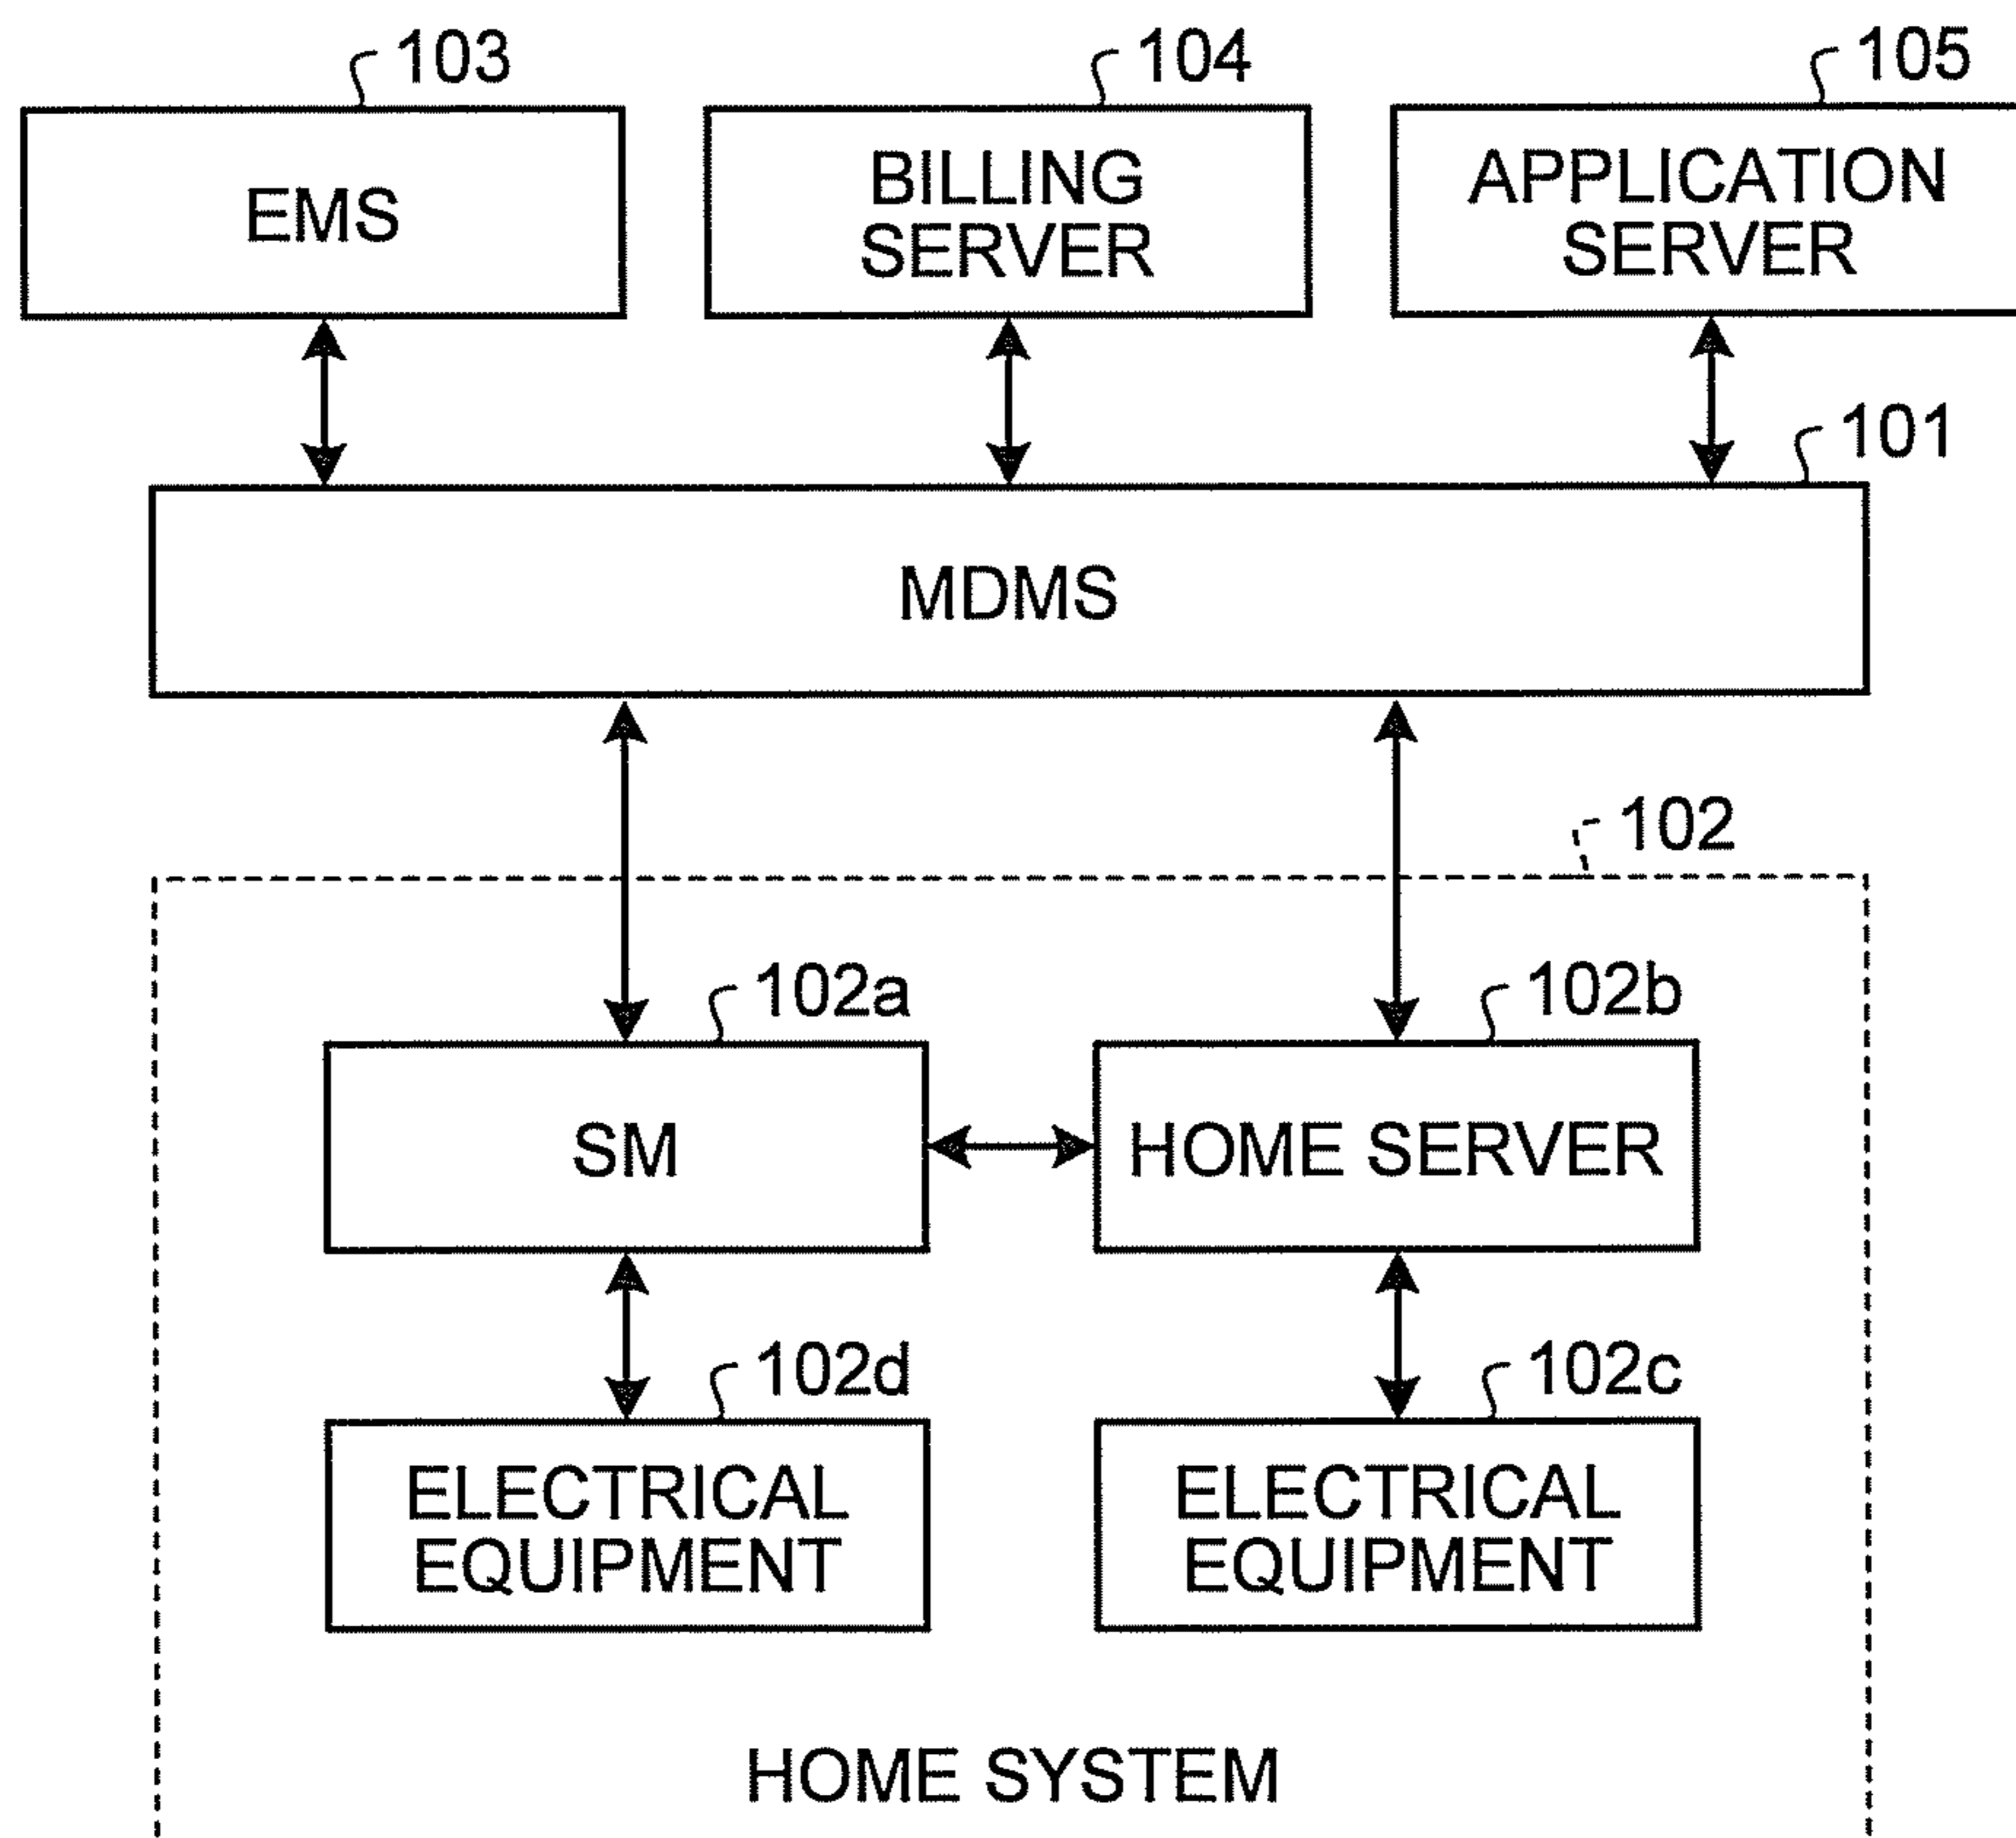 103
104
105
EMS
BILLING
SERVER
APPLICATION
SERVER
101
MDMS
102
102a
102b
SM
HOME SERVER
102d
102c
ELECTRICAL
EQUIPMENT
ELECTRICAL
EQUIPMENT
HOME SYSTEM